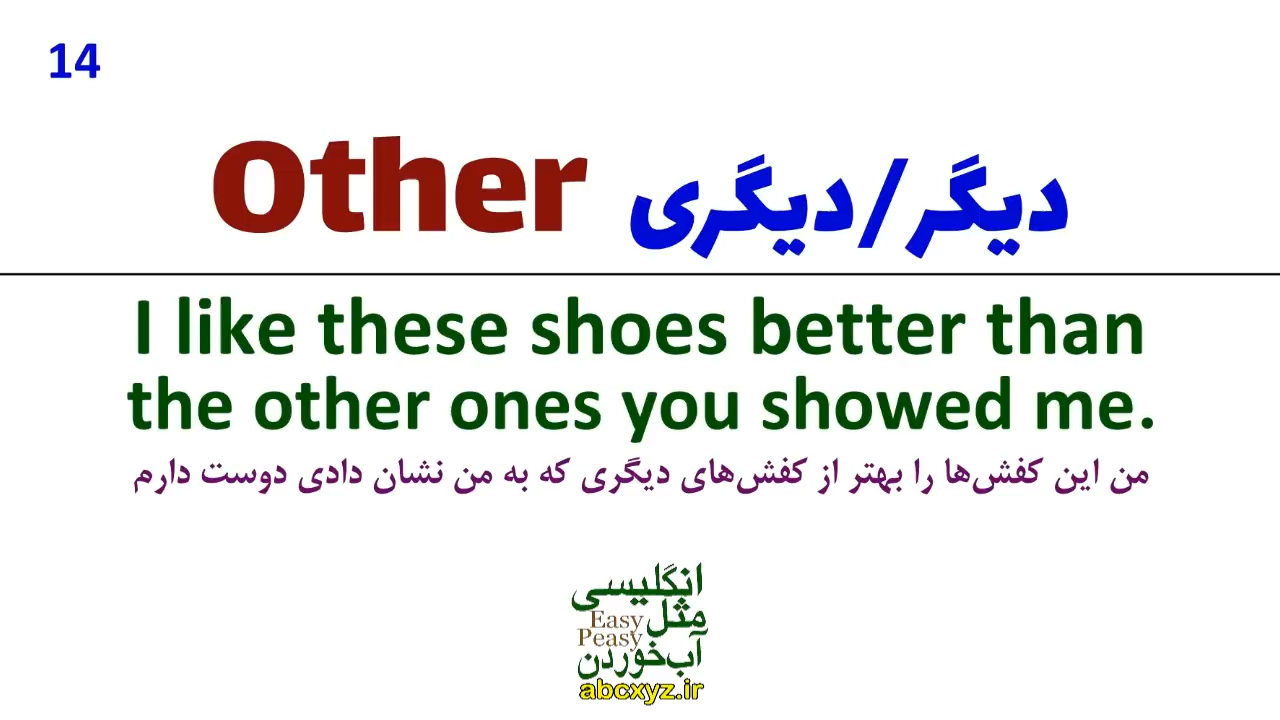 14
Other دیگر/دیگری
I like these shoes better than
the other ones you showed me.
من این کفش‌ها را بهتر از کفش‌های دیگری که به من نشان دادی دوست دارم
انگلیسی
مثل Easy
Peasy
آب‌خوردن
abcxyz.ir